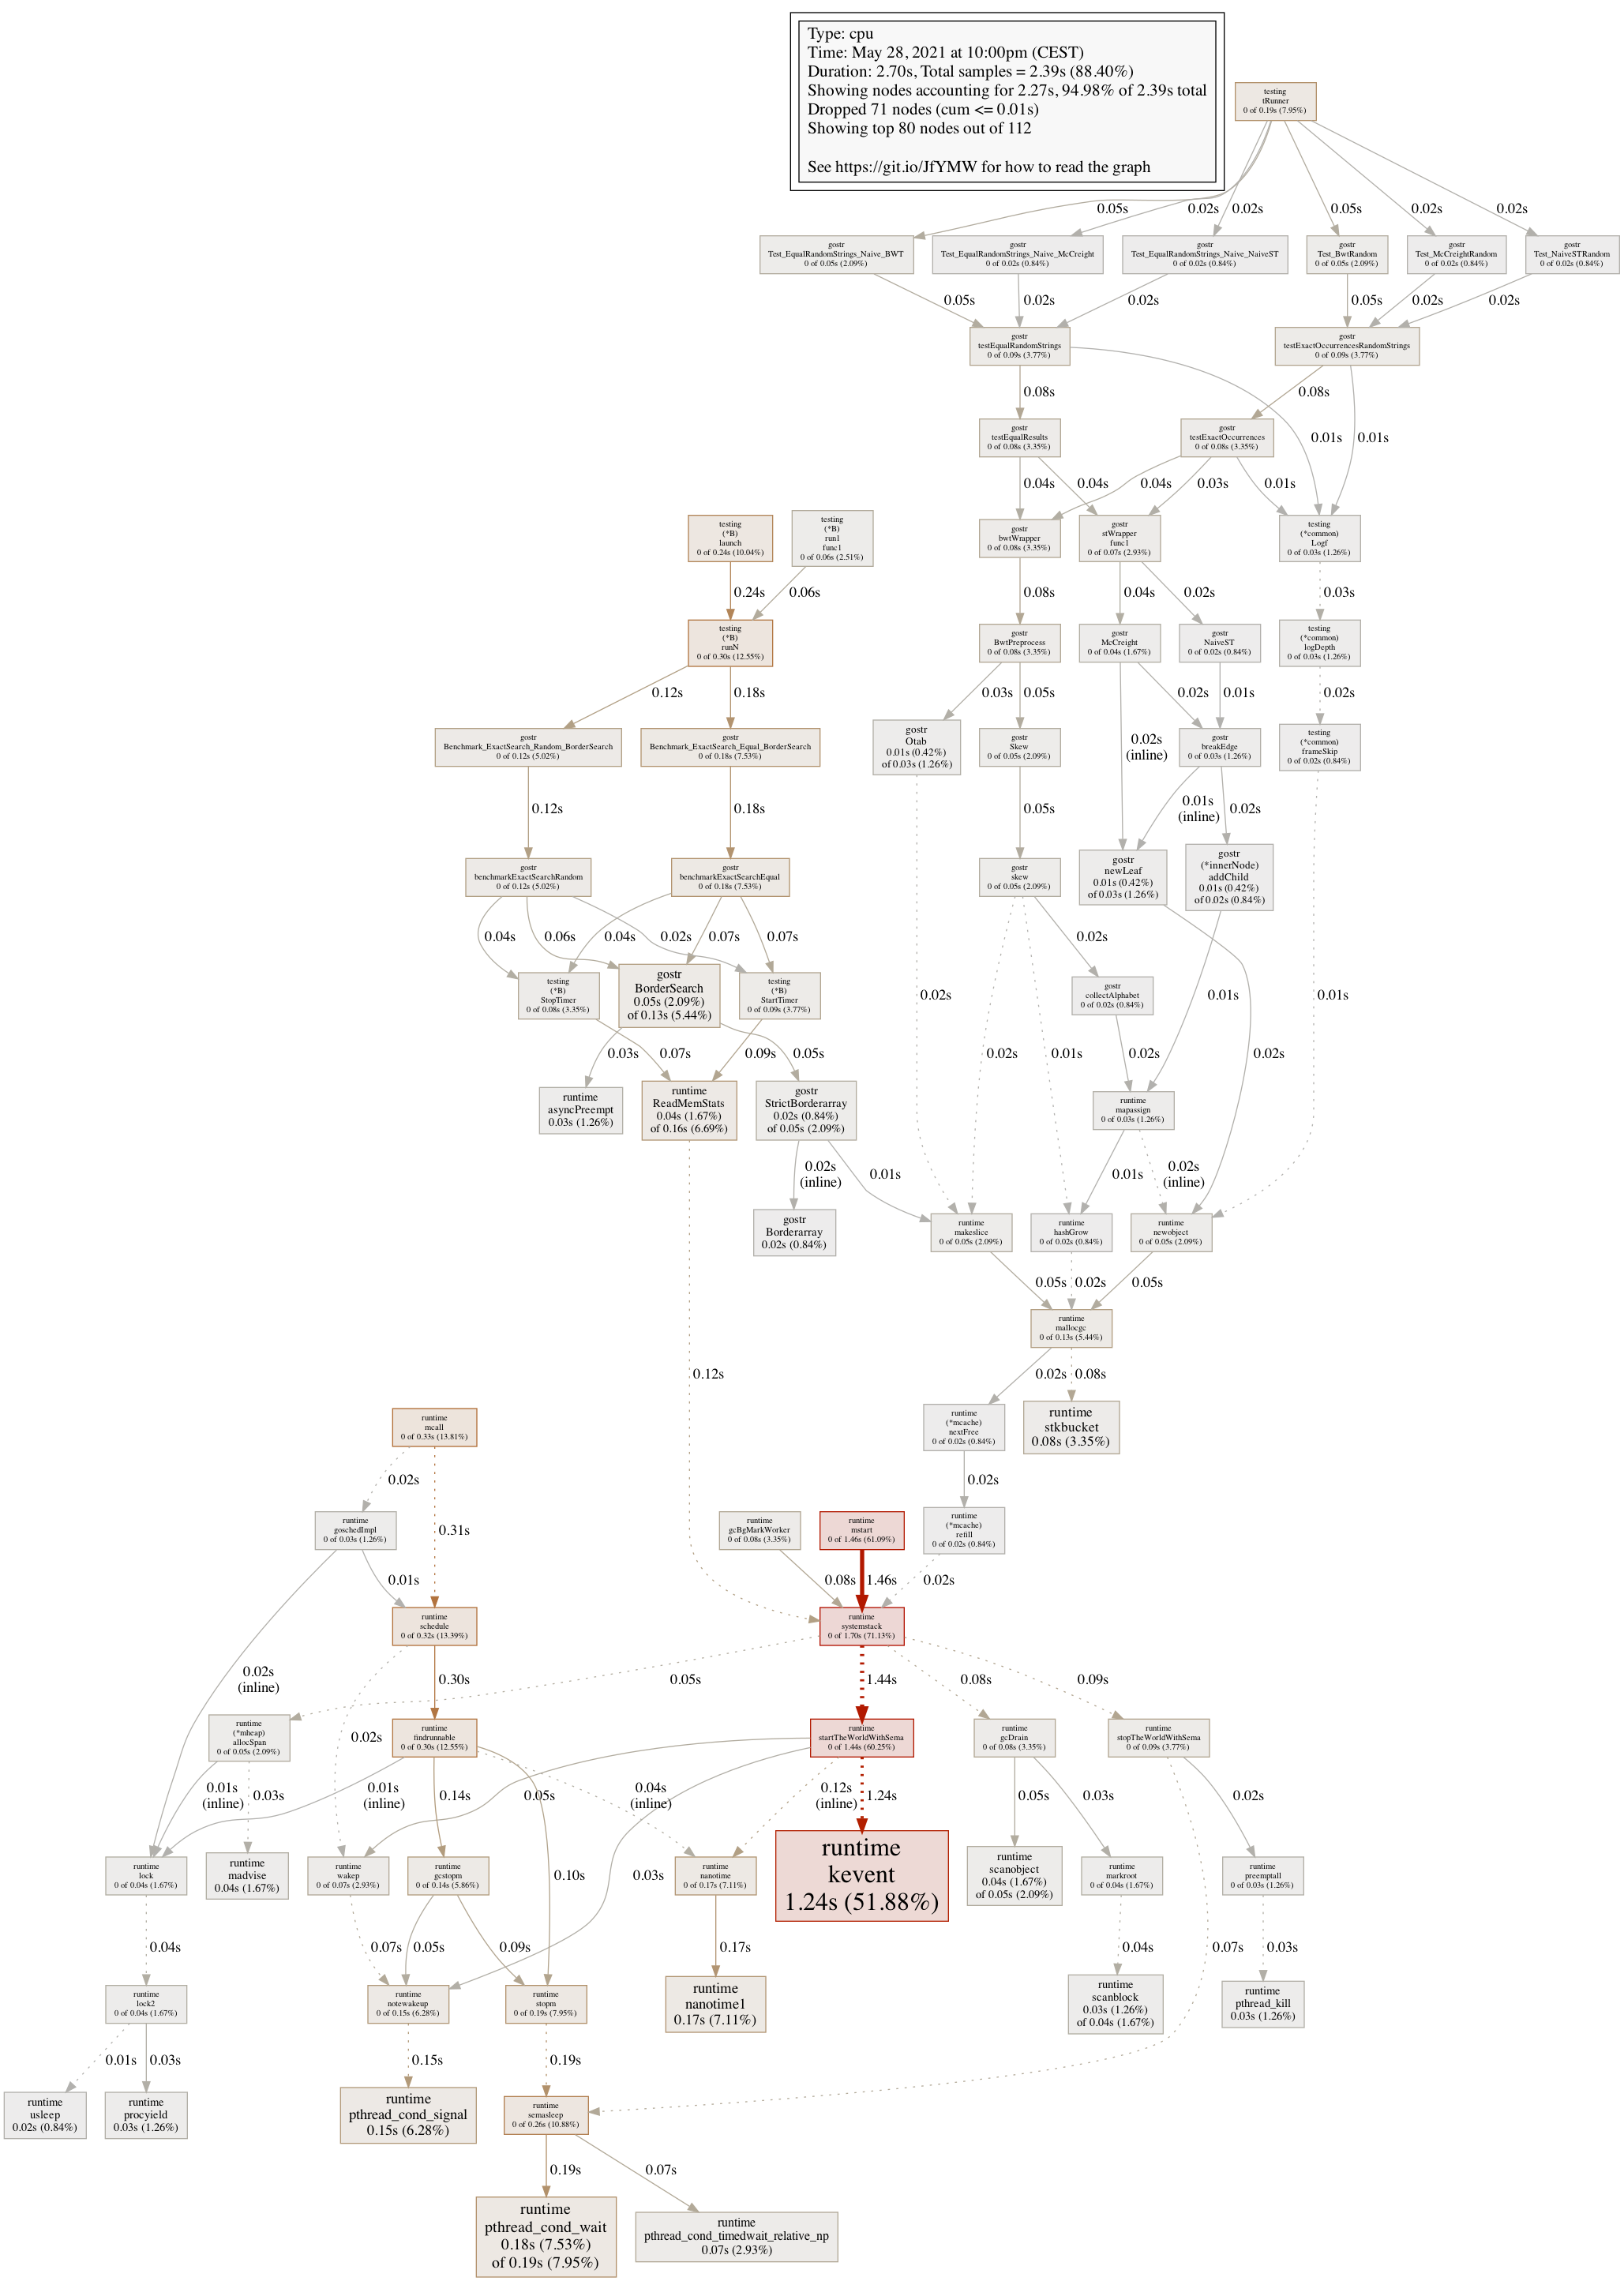 Type: cpu
Time: May 28, 2021 at 10:00pm (CEST)
Duration: 2.70s, Total samples = 2.39s (88.40%)
Showing nodes accounting for 2.27s, 94.98% of 2.39s total
Dropped 71 nodes (cum <= 0.01s)
Showing top 80 nodes out of 112
See https://git.io/JfYMW for how to read the graph
testing
tRunner
0 of 0.19s (7.95%)
0.05s
0.02s
0.02s
0.05s
0.02s
0.02s
gostr
Test_EqualRandomStrings_Naive_BWT
0 of 0.05s (2.09%)
gostr
Test_EqualRandomStrings_Naive_McCreight
0 of 0.02s (0.84%)
gostr
Test_EqualRandomStrings_Naive_NaiveST
0 of 0.02s (0.84%)
gostr
Test_BwtRandom
0 of 0.05s (2.09%)
gostr
Test_McCreightRandom
0 of 0.02s (0.84%)
gostr
Test_NaiveSTRandom
0 of 0.02s (0.84%)
0.05s
0.02s
0.02s
0.05s
0.02s
0.02s
gostr
testEqualRandomStrings
0 of 0.09s (3.77%)
gostr
testExactOccurrencesRandomStrings
0 of 0.09s (3.77%)
0.08s
0.08s
0.01s
0.01s
gostr
testEqualResults
0 of 0.08s (3.35%)
gostr
testExactOccurrences
0 of 0.08s (3.35%)
0.04s
0.04s
0.04s
0.03s
0.01s
testing
(*B)
launch
0 of 0.24s (10.04%)
testing
(*B)
run1
func1
0 of 0.06s (2.51%)
gostr
bwtWrapper
0 of 0.08s (3.35%)
gostr
stWrapper
func1
0 of 0.07s (2.93%)
testing
(*common)
Logf
0 of 0.03s (1.26%)
0.24s
0.06s
0.08s
0.04s
0.02s
0.03s
testing
(*B)
runN
0 of 0.30s (12.55%)
gostr
BwtPreprocess
0 of 0.08s (3.35%)
gostr
McCreight
0 of 0.04s (1.67%)
gostr
NaiveST
0 of 0.02s (0.84%)
testing
(*common)
logDepth
0 of 0.03s (1.26%)
0.12s
0.18s
0.03s
0.05s
0.02s
0.01s
0.02s
gostr
Benchmark_ExactSearch_Random_BorderSearch
0 of 0.12s (5.02%)
gostr
Benchmark_ExactSearch_Equal_BorderSearch
0 of 0.18s (7.53%)
gostr
Otab
0.01s (0.42%)
of 0.03s (1.26%)
gostr
Skew
0 of 0.05s (2.09%)
0.02s
(inline)
gostr
breakEdge
0 of 0.03s (1.26%)
testing
(*common)
frameSkip
0 of 0.02s (0.84%)
0.12s
0.18s
0.05s
0.01s
(inline)
0.02s
gostr
benchmarkExactSearchRandom
0 of 0.12s (5.02%)
gostr
benchmarkExactSearchEqual
0 of 0.18s (7.53%)
gostr
skew
0 of 0.05s (2.09%)
gostr
newLeaf
0.01s (0.42%)
of 0.03s (1.26%)
gostr
(*innerNode)
addChild
0.01s (0.42%)
of 0.02s (0.84%)
0.04s
0.06s
0.04s
0.02s
0.07s
0.07s
0.02s
testing
(*B)
StopTimer
0 of 0.08s (3.35%)
gostr
BorderSearch
0.05s (2.09%)
of 0.13s (5.44%)
testing
(*B)
StartTimer
0 of 0.09s (3.77%)
0.02s
gostr
collectAlphabet
0 of 0.02s (0.84%)
0.01s
0.01s
0.03s
0.07s
0.09s
0.05s
0.02s
0.01s
0.02s
0.02s
runtime
asyncPreempt
0.03s (1.26%)
runtime
ReadMemStats
0.04s (1.67%)
of 0.16s (6.69%)
gostr
StrictBorderarray
0.02s (0.84%)
of 0.05s (2.09%)
runtime
mapassign
0 of 0.03s (1.26%)
0.02s
(inline)
0.01s
0.01s
0.02s
(inline)
gostr
Borderarray
0.02s (0.84%)
runtime
makeslice
0 of 0.05s (2.09%)
runtime
hashGrow
0 of 0.02s (0.84%)
runtime
newobject
0 of 0.05s (2.09%)
0.05s
0.02s
0.05s
runtime
mallocgc
0 of 0.13s (5.44%)
0.12s
0.02s
0.08s
runtime
mcall
0 of 0.33s (13.81%)
runtime
(*mcache)
nextFree
0 of 0.02s (0.84%)
runtime
stkbucket
0.08s (3.35%)
0.02s
0.31s
0.02s
runtime
goschedImpl
0 of 0.03s (1.26%)
runtime
gcBgMarkWorker
0 of 0.08s (3.35%)
runtime
mstart
0 of 1.46s (61.09%)
runtime
(*mcache)
refill
0 of 0.02s (0.84%)
0.01s
0.08s
1.46s
0.02s
runtime
schedule
0 of 0.32s (13.39%)
runtime
systemstack
0 of 1.70s (71.13%)
0.02s
(inline)
0.30s
0.05s
1.44s
0.08s
0.09s
runtime
(*mheap)
allocSpan
0 of 0.05s (2.09%)
0.02s
runtime
findrunnable
0 of 0.30s (12.55%)
runtime
startTheWorldWithSema
0 of 1.44s (60.25%)
runtime
gcDrain
0 of 0.08s (3.35%)
runtime
stopTheWorldWithSema
0 of 0.09s (3.77%)
0.01s
(inline)
0.03s
0.01s
(inline)
0.14s
0.05s
0.04s
(inline)
0.12s
(inline)
1.24s
0.05s
0.03s
0.02s
runtime
lock
0 of 0.04s (1.67%)
runtime
madvise
0.04s (1.67%)
runtime
wakep
0 of 0.07s (2.93%)
runtime
gcstopm
0 of 0.14s (5.86%)
0.10s
0.03s
runtime
nanotime
0 of 0.17s (7.11%)
runtime
kevent
1.24s (51.88%)
runtime
scanobject
0.04s (1.67%)
of 0.05s (2.09%)
runtime
markroot
0 of 0.04s (1.67%)
runtime
preemptall
0 of 0.03s (1.26%)
0.04s
0.07s
0.05s
0.09s
0.17s
0.04s
0.07s
0.03s
runtime
lock2
0 of 0.04s (1.67%)
runtime
notewakeup
0 of 0.15s (6.28%)
runtime
stopm
0 of 0.19s (7.95%)
runtime
nanotime1
0.17s (7.11%)
runtime
scanblock
0.03s (1.26%)
of 0.04s (1.67%)
runtime
pthread_kill
0.03s (1.26%)
0.01s
0.03s
0.15s
0.19s
runtime
usleep
0.02s (0.84%)
runtime
procyield
0.03s (1.26%)
runtime
pthread_cond_signal
0.15s (6.28%)
runtime
semasleep
0 of 0.26s (10.88%)
0.19s
0.07s
runtime
pthread_cond_wait
0.18s (7.53%)
of 0.19s (7.95%)
runtime
pthread_cond_timedwait_relative_np
0.07s (2.93%)